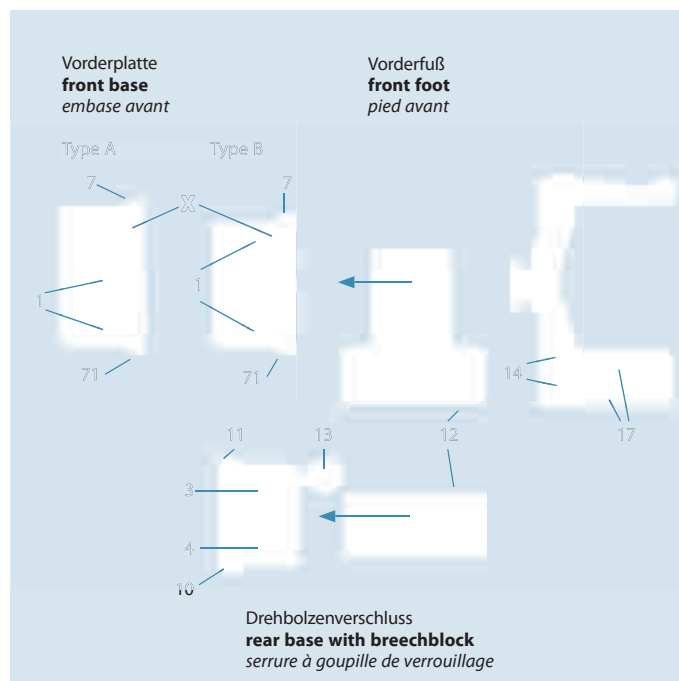 Vorderplatte
front base
embase avant
Vorderfuß
front foot
pied avant
Type A
Type B
7
X
7
1
1
71
71
14
17
11
13
12
3
4
10
Drehbolzenverschluss
rear base with breechblock
serrure à goupille de verrouillage